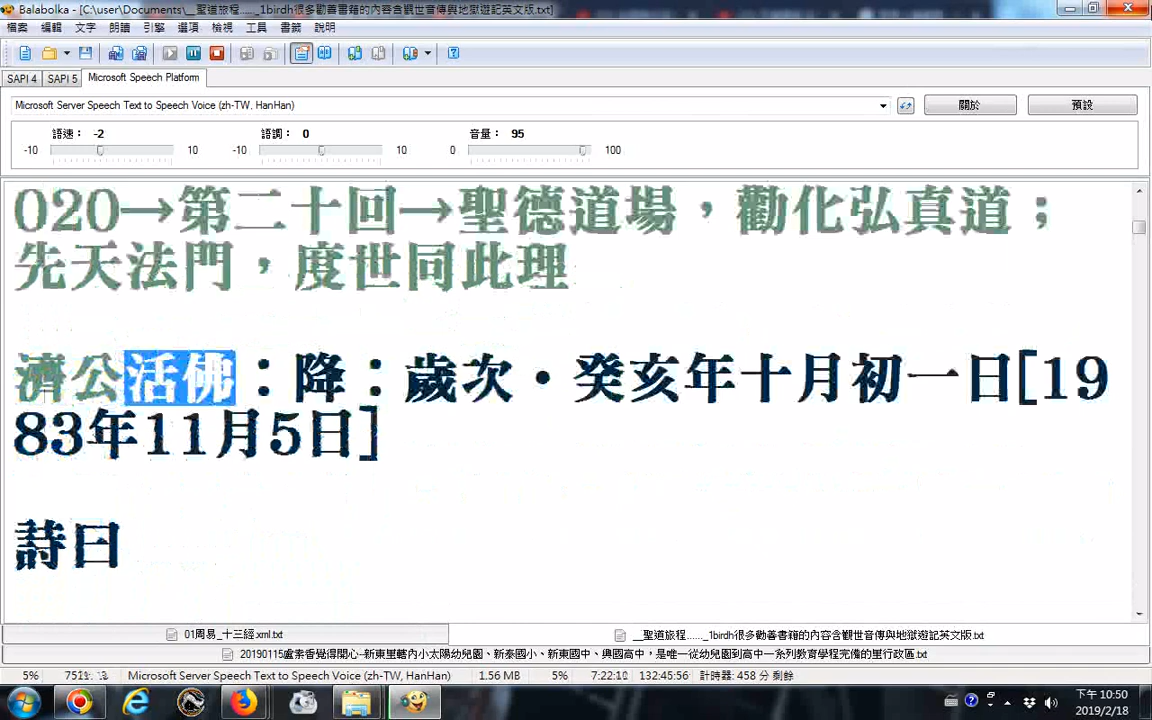 Balabolka - [C:\user\Documents\__聖道旅程......_1birdh很多勸善書籍的內容含觀世音傳與地獄遊記英文版.txt]
檔案 編輯 文字 朗讀 引擎 選項 檢視 工具 書籤 說明
SAPI 4 SAPI 5 Microsoft Speech Platform
Microsoft Server Speech Text to Speech Voice (zh-TW, HanHan) 關於 預設
語速： -2 語調： 0 音量： 95
-10 10 -10 10 0 100
020→第二十回→聖德道場，勸化弘真道；
先天法門，度世同此理
濟公活佛：降：歲次・癸亥年十月初一日[19
83年11月5日]
詩曰
01周易_十三經.xml.txt __聖道旅程......_1birdh很多勸善書籍的內容含觀世音傳與地獄遊記英文版.txt
20190115盧素香覺得開心~新東里轄內小太陽幼兒園、新泰國小、新東國中、興國高中，是唯一從幼兒園到高中一系列教育學程完備的里行政區.txt
5% Microsoft Server Speech Text to Speech Voice (zh-TW, HanHan) 1.56 MB 5% 7:22:10 132:45:56 計時器: 458 分 剩餘
下午 10:50
2019/2/18